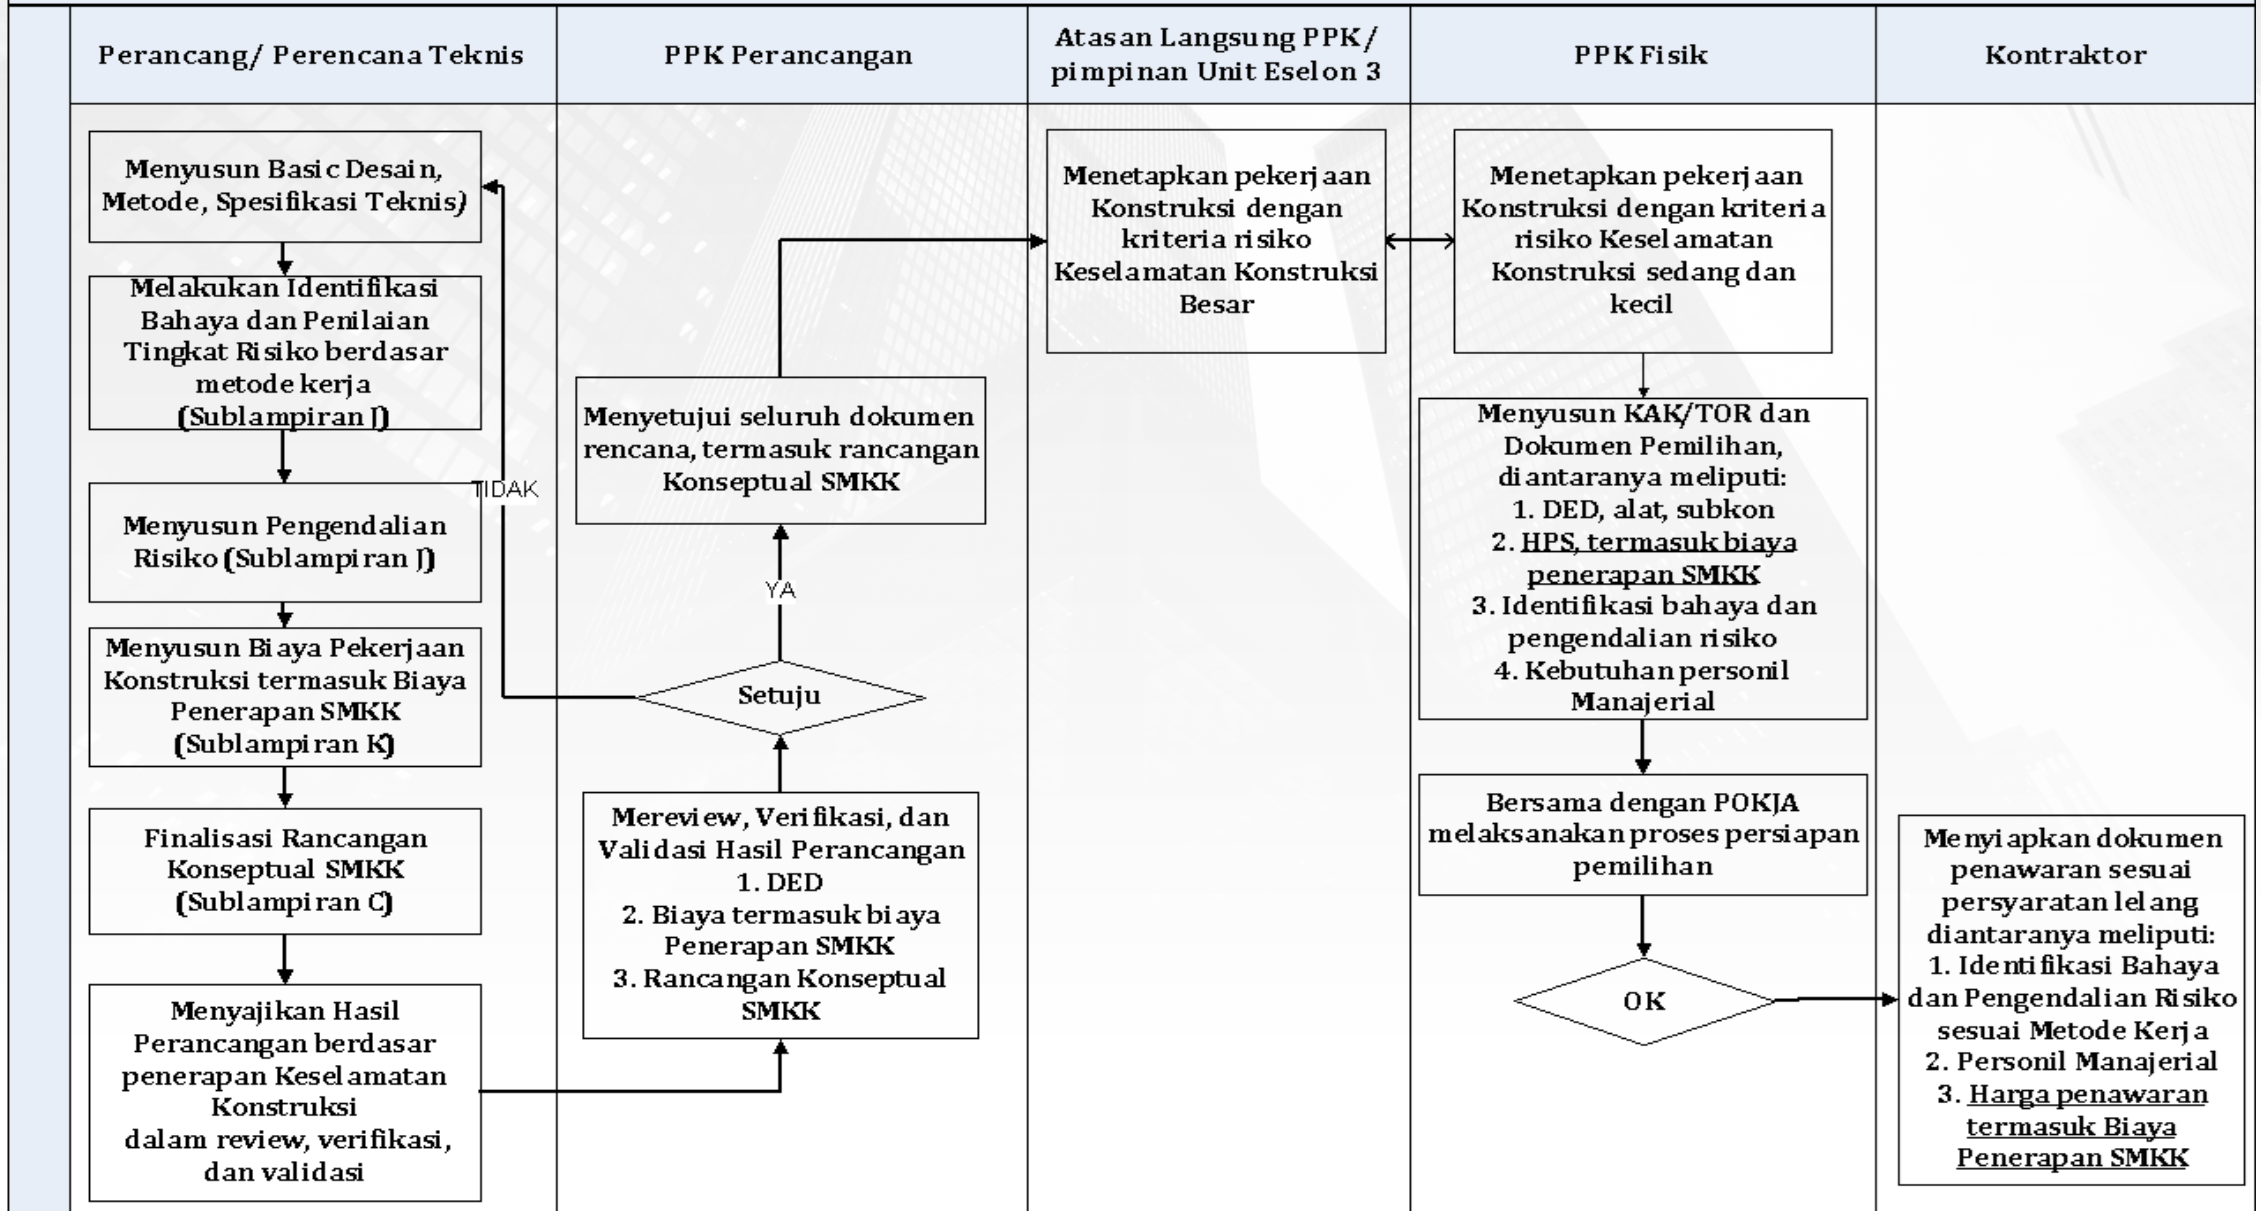 Perancang/ Perencana Teknis
PPK Perancangan
Atasan Langsung PPK/
pimpinan Unit Eselon 3
PPK Fisik
Kontraktor
Menyusun Basic Desain,
Metode, Spesifikasi Teknis)
Melakukan Identifikasi
Bahaya dan Penilaian
Tingkat Risiko berdasar
metode kerja
(Sublampiran J)
Menyusun Pengendalian
Risiko (Sublampiran J)
Menyusun Biaya Pekerjaan
Konstruksi termasuk Biaya
Penerapan SMKK
(Sublampiran K)
Finalisasi Rancangan
Konseptual SMKK
(Sublampiran C)
Menyajikan Hasil
Perancangan berdasar
penerapan Keselamatan
Konstruksi
dalam review, verifikasi,
dan validasi
TIDAK
Menyetujui seluruh dokumen
rencana, termasuk rancangan
Konseptual SMKK
YA
Setuju
Mereview, Verifikasi, dan
Validasi Hasil Perancangan
1. DED
2. Biaya termasuk biaya
Penerapan SMKK
3. Rancangan Konseptual
SMKK
Menetapkan pekerjaan
Konstruksi dengan
kriteria risiko
Keselamatan Konstruksi
Besar
Menetapkan pekerjaan
Konstruksi dengan kriteria
risiko Keselamatan
Konstruksi sedang dan
kecil
Menyusun KAK/TOR dan
Dokumen Pemilihan,
diantaranya meliputi:
1. DED, alat, subkon
2. HPS, termasuk biaya
penerapan SMKK
3. Identifikasi bahaya dan
pengendalian risiko
4. Kebutuhan personil
Manajerial
Bersama dengan POKJA
melaksanakan proses persiapan
pemilihan
OK
Menyiapkan dokumen
penawaran sesuai
persyaratan lelang
diantaranya meliputi:
1. Identifikasi Bahaya
dan Pengendalian Risiko
sesuai Metode Kerja
2. Personil Manajerial
3. Harga penawaran
termasuk Biaya
Penerapan SMKK